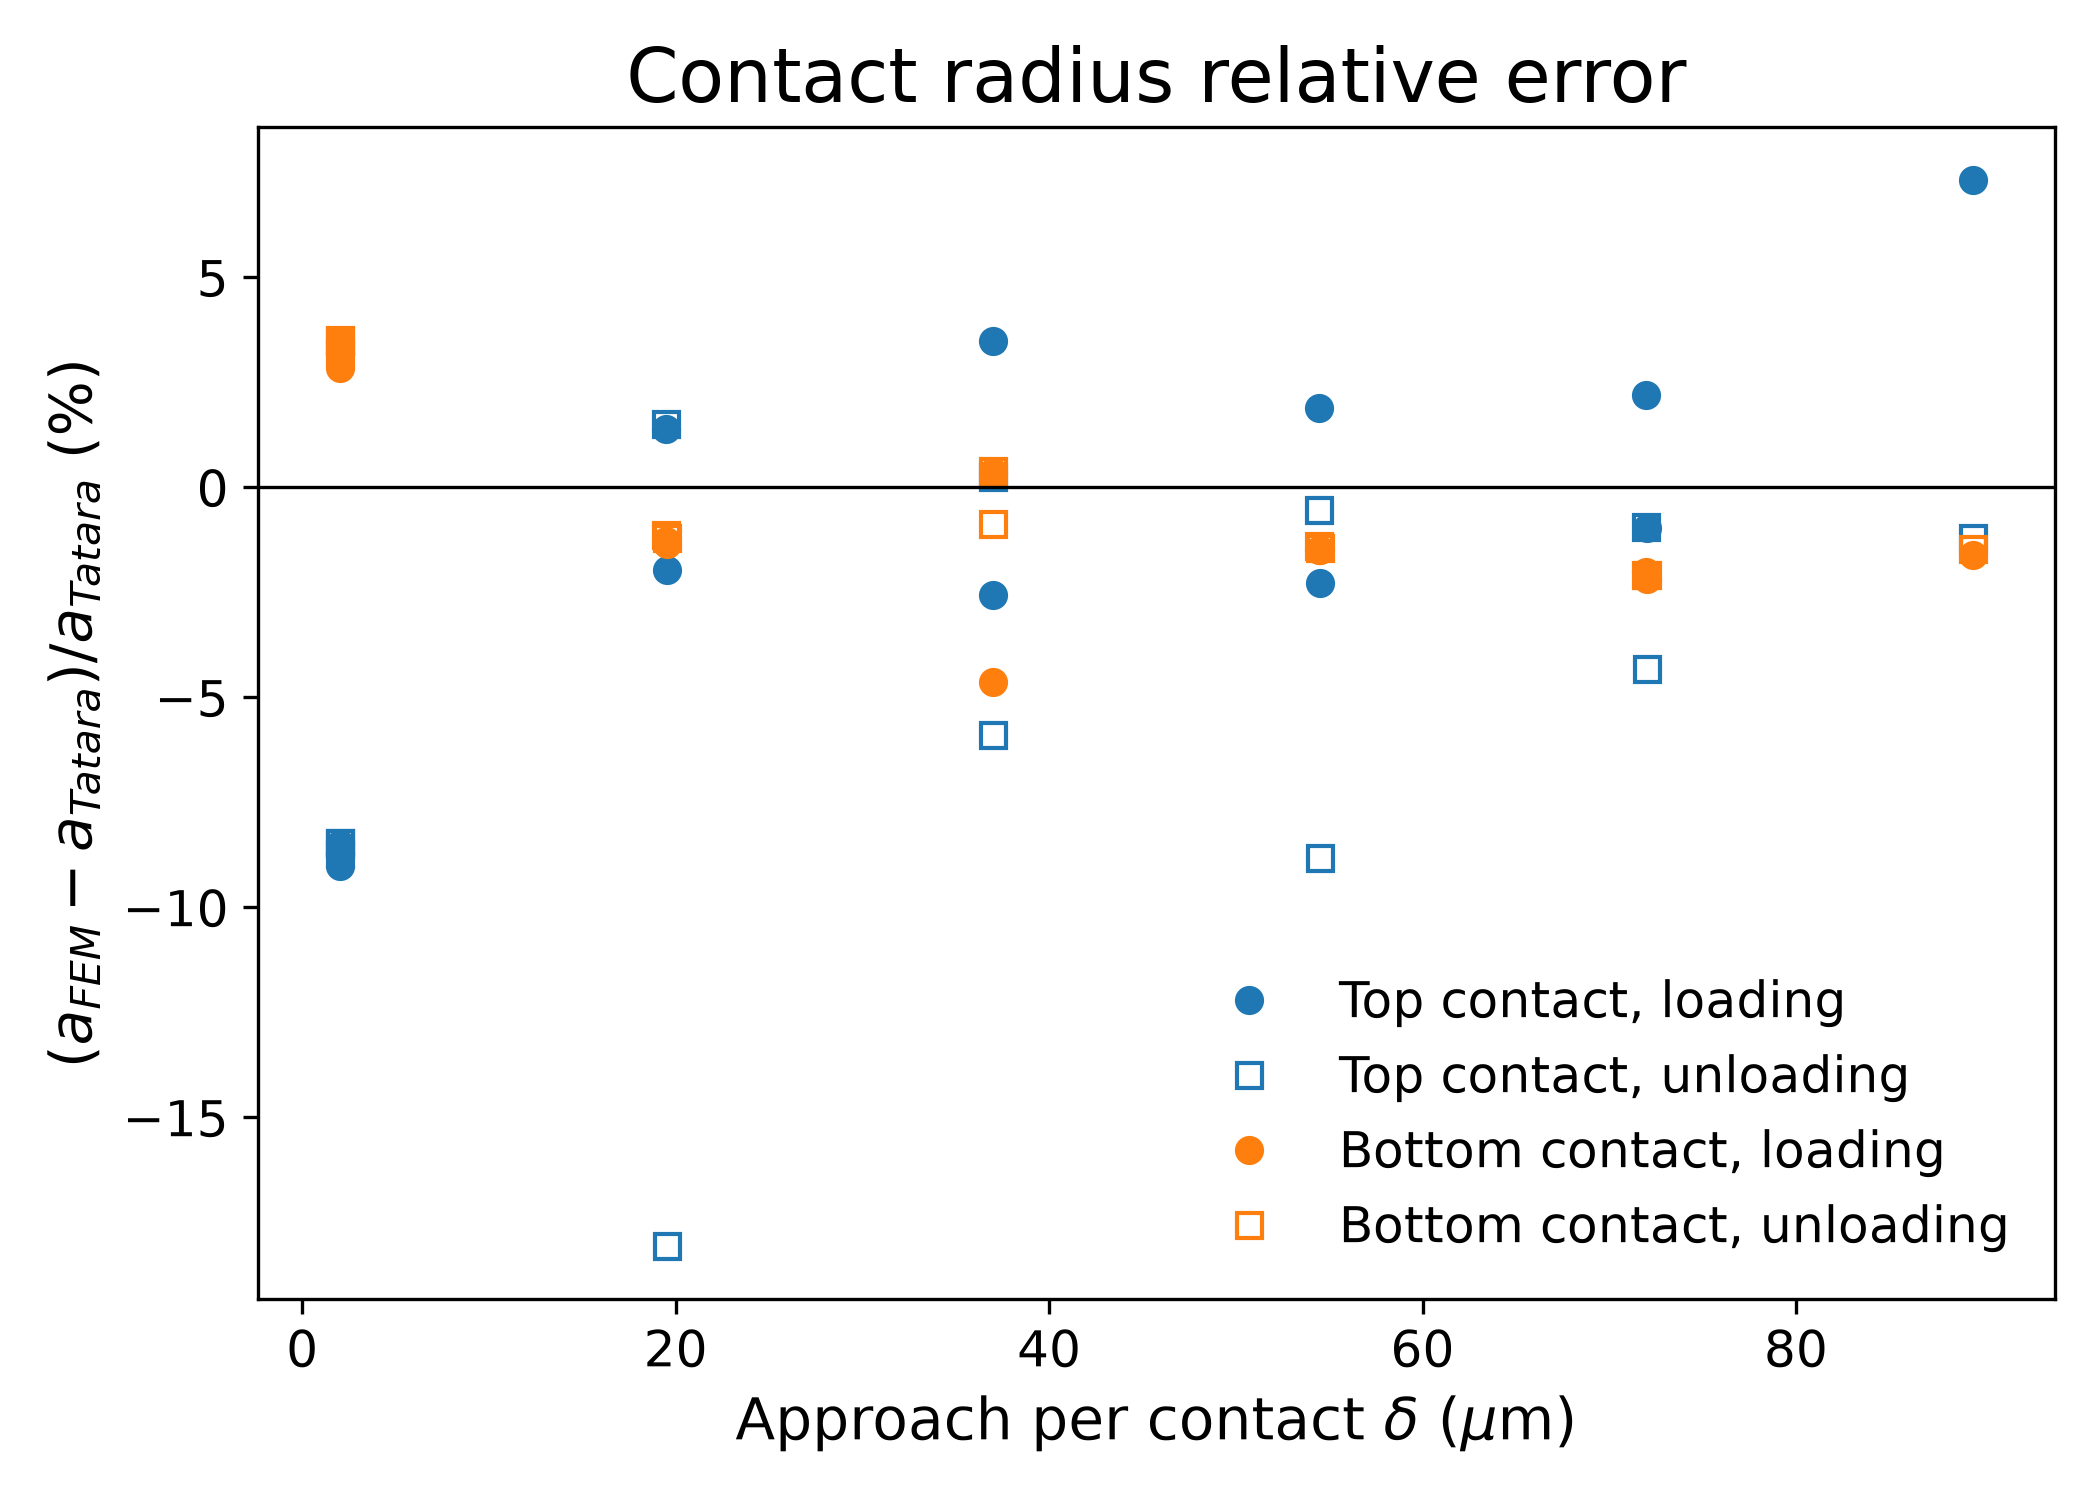 Contact radius relative error
(a_FEM − a_Tatara)/a_Tatara (%)
5
0
−5
−10
−15
0 20 40 60 80
Approach per contact δ (μm)
Top contact, loading
Top contact, unloading
Bottom contact, loading
Bottom contact, unloading